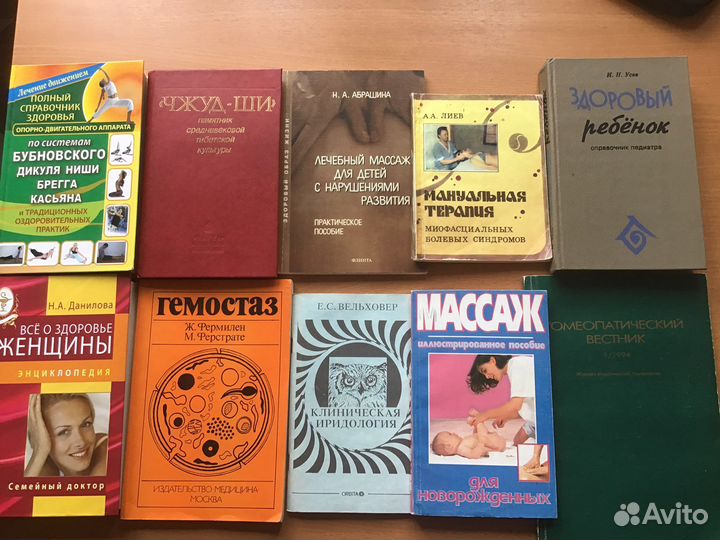 Лечение движением
ПОЛНЫЙ
СПРАВОЧНИК
ЗДОРОВЬЯ
ОПОРНО-ДВИГАТЕЛЬНОГО АППАРАТА
по системам
БУБНОВСКОГО
ДИКУЛЯ НИШИ
БРЕГГА
КАСЬЯНА
И ТРАДИЦИОННЫХ
ОЗДОРОВИТЕЛЬНЫХ
ПРАКТИК
«ЧЖУД-ШИ»
памятник
средневековой
тибетской
культуры
ЗДОРОВЫЙ ОБРАЗ ЖИЗНИ
Н. А. АБРАШИНА
ЛЕЧЕБНЫЙ МАССАЖ
ДЛЯ ДЕТЕЙ
С НАРУШЕНИЯМИ
РАЗВИТИЯ
ПРАКТИЧЕСКОЕ
ПОСОБИЕ
ФЛИНТА
А.А. ЛИЕВ
МАНУАЛЬНАЯ
ТЕРАПИЯ
МИОФАСЦИАЛЬНЫХ
БОЛЕВЫХ СИНДРОМОВ
И. Н. Усов
ЗДОРОВЫЙ
ребёнок
справочник педиатра
Н.А. Данилова
ВСЁ О ЗДОРОВЬЕ
ЖЕНЩИНЫ
ЭНЦИКЛОПЕДИЯ
Семейный доктор
гемостаз
Ж. Фермилен
М. Ферстрате
ИЗДАТЕЛЬСТВО МЕДИЦИНА
МОСКВА
Е.С. ВЕЛЬХОВЕР
КЛИНИЧЕСКАЯ
ИРИДОЛОГИЯ
ORBITA
МАССАЖ
иллюстрированное пособие
для
новорожденных
ОМЕОПАТИЧЕСКИЙ
ВЕСТНИК
1/1994
Avito